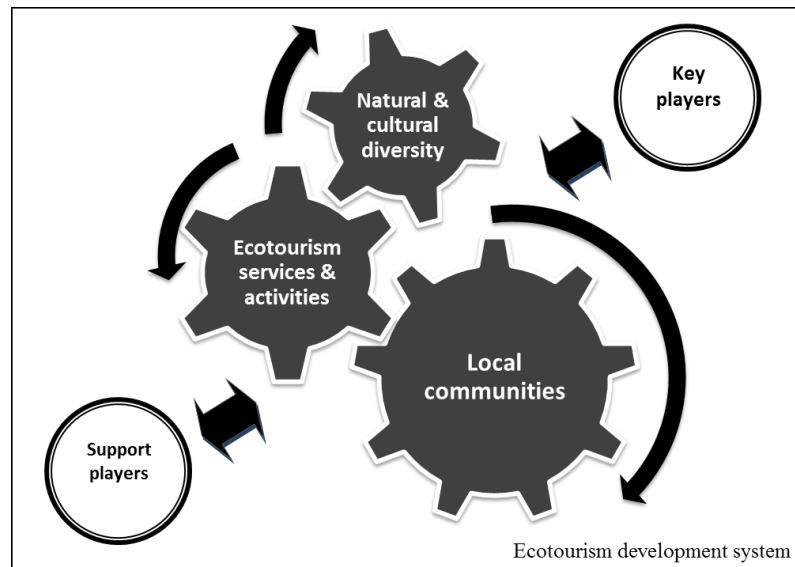 Natural &
cultural
diversity
Key
players
Ecotourism
services &
activities
Local
communities
Support
players
Ecotourism development system